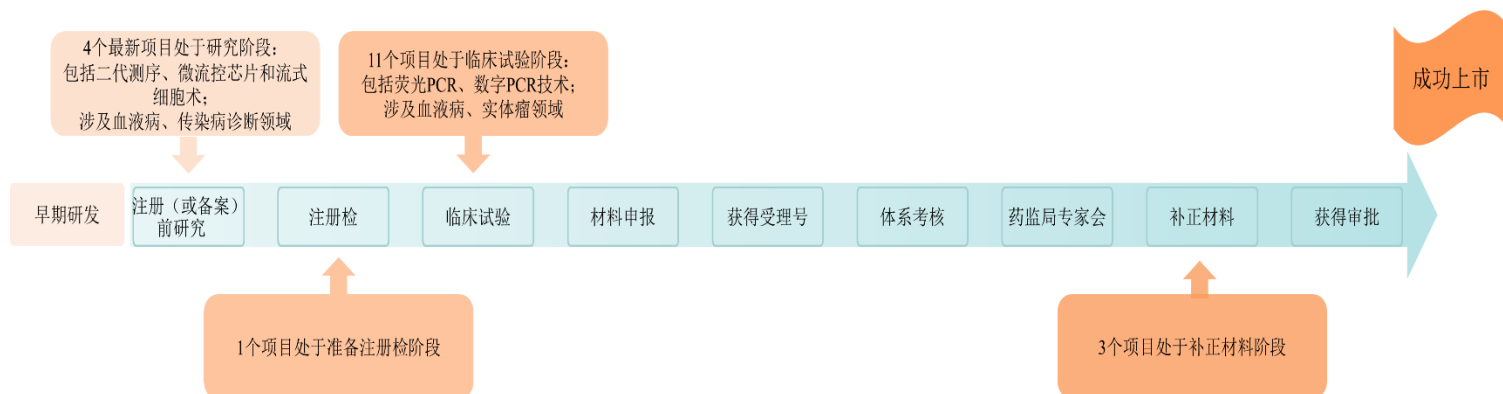 4个最新项目处于研究阶段：
包括二代测序、微流控芯片和流式
细胞术；
涉及血液病、传染病诊断领域
11个项目处于临床试验阶段：
包括荧光PCR、数字PCR技术；
涉及血液病、实体瘤领域
成功上市
早期研发
注册（或备案）
前研究
注册检
临床试验
材料申报
获得受理号
体系考核
药监局专家会
补正材料
获得审批
1个项目处于准备注册检阶段
3个项目处于补正材料阶段